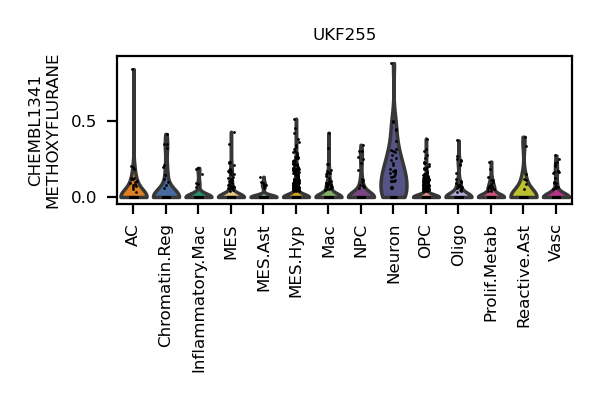 UKF255
CHEMBL1341
METHOXYFLURANE
0.5
0.0
AC
Chromatin.Reg
Inflammatory.Mac
MES
MES.Ast
MES.Hyp
Mac
NPC
Neuron
OPC
Oligo
Prolif.Metab
Reactive.Ast
Vasc